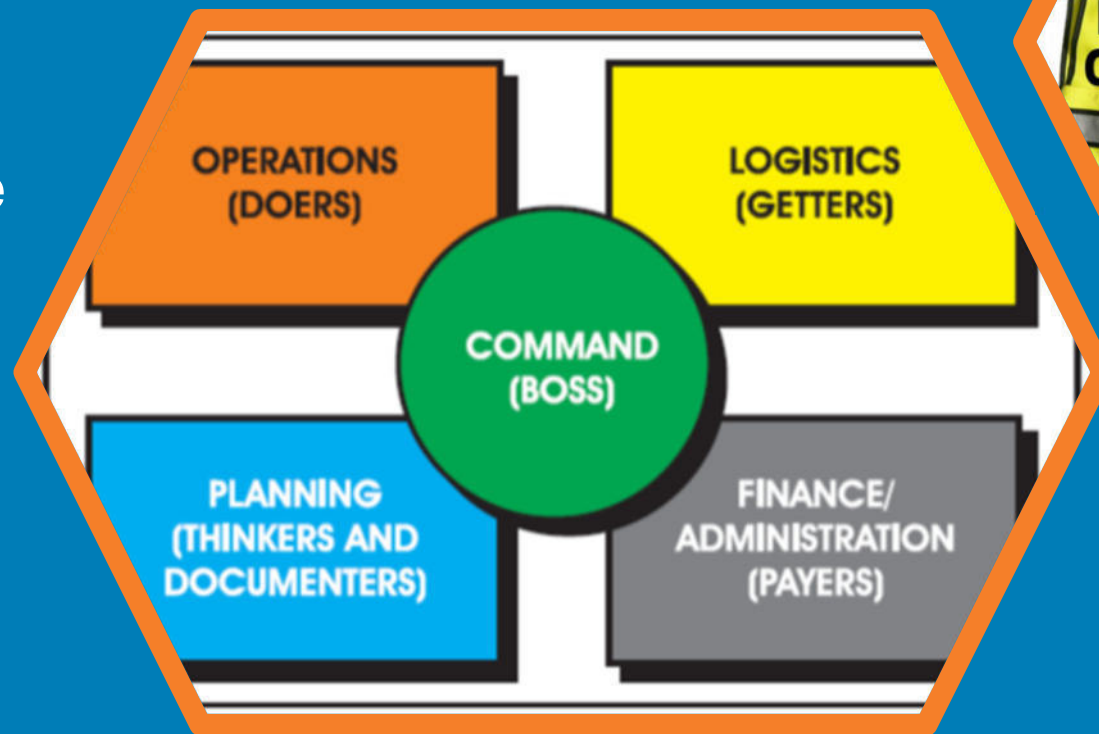 OPERATIONS
(DOERS)
LOGISTICS
(GETTERS)
COMMAND
(BOSS)
PLANNING
(THINKERS AND
DOCUMENTERS)
FINANCE/
ADMINISTRATION
(PAYERS)